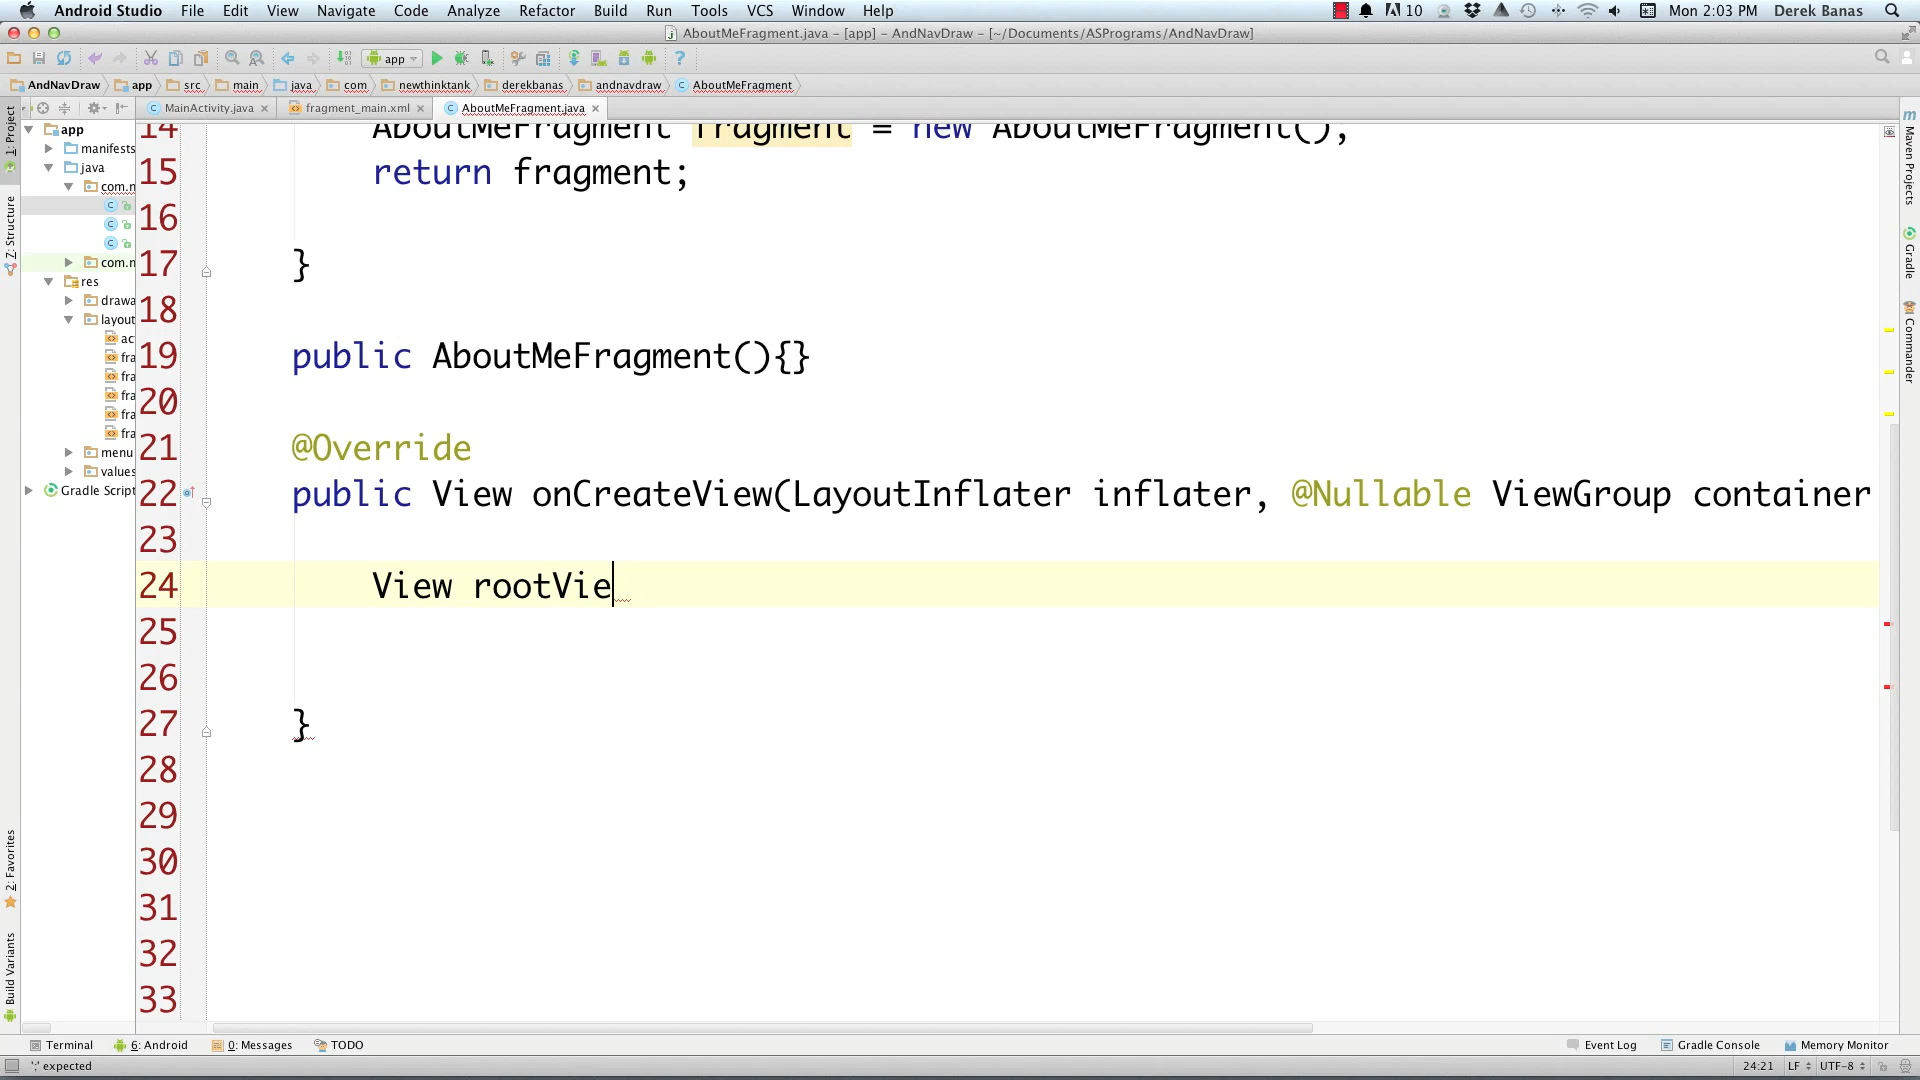 Android Studio File Edit View Navigate Code Analyze Refactor Build Run Tools VCS Window Help 10 Mon 2:03 PM Derek Banas
AboutMeFragment.java – [app] – AndNavDraw – [~/Documents/ASPrograms/AndNavDraw]
app
AndNavDraw app src main java com newthinktank derekbanas andnavdraw AboutMeFragment
MainActivity.java fragment_main.xml AboutMeFragment.java
1: Project
Z: Structure
2: Favorites
Build Variants
app
manifests
java
com.n
com.n
res
drawa
layout
ac
fra
fra
fra
fra
fra
menu
values
Gradle Script
14 AboutMeFragment fragment = new AboutMeFragment();
15 return fragment;
16
17 }
18
19 public AboutMeFragment(){}
20
21 @Override
22 public View onCreateView(LayoutInflater inflater, @Nullable ViewGroup container
23
24 View rootVie
25
26
27 }
28
29
30
31
32
33
Maven Projects
Gradle
Commander
Terminal 6: Android 0: Messages TODO Event Log Gradle Console Memory Monitor
';' expected 24:21 LF UTF-8